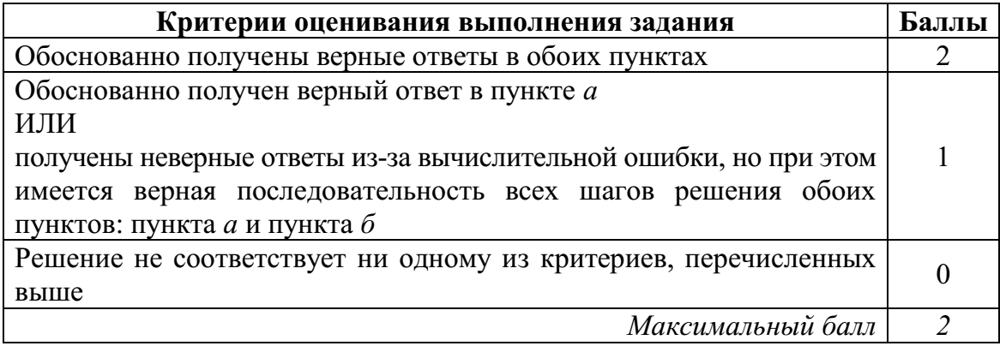 Критерии оценивания выполнения задания Баллы
Обоснованно получены верные ответы в обоих пунктах 2
Обоснованно получен верный ответ в пункте а
ИЛИ
получены неверные ответы из-за вычислительной ошибки, но при этом 1
имеется верная последовательность всех шагов решения обоих
пунктов: пункта а и пункта б
Решение не соответствует ни одному из критериев, перечисленных 0
выше
Максимальный балл 2